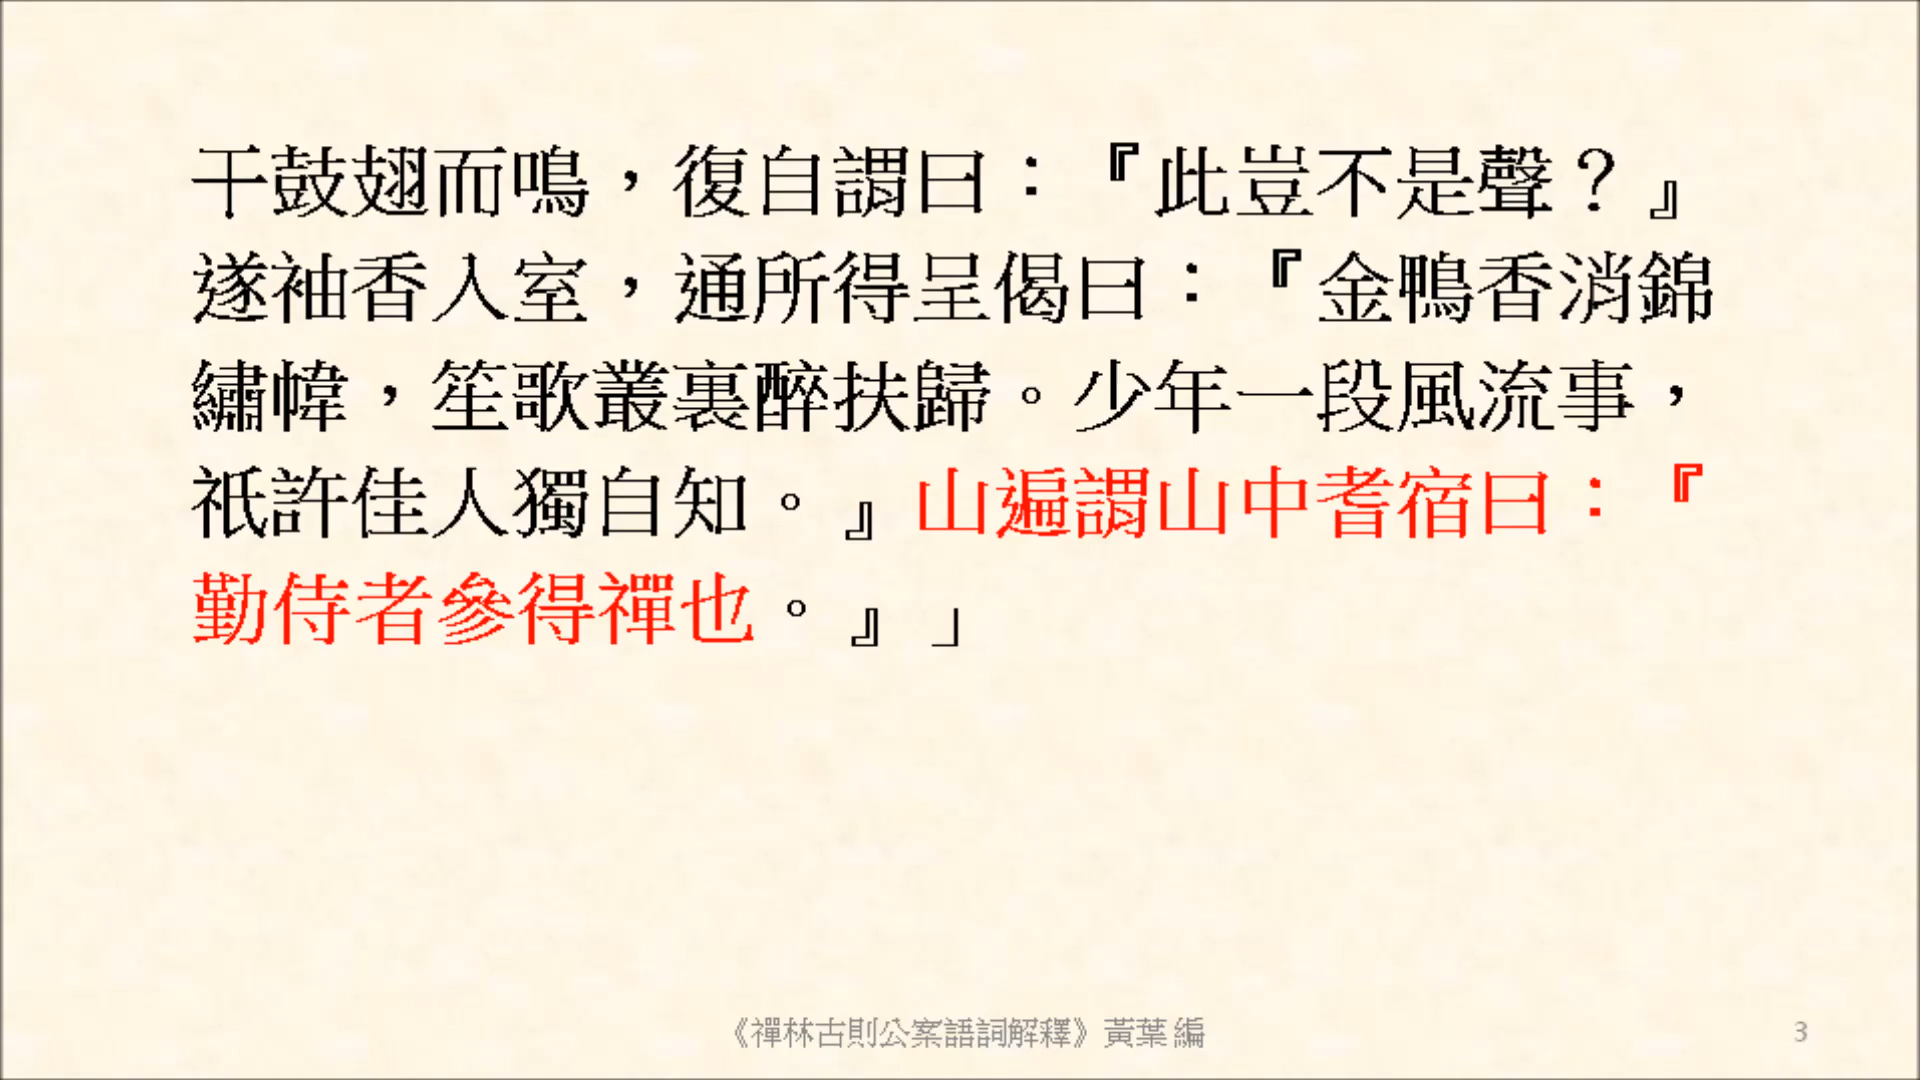 干鼓翅而鳴，復自謂曰：『此豈不是聲？』
遂袖香入室，通所得呈偈曰：『金鴨香消錦
繡幃，笙歌叢裏醉扶歸。少年一段風流事，
祇許佳人獨自知。』山遍謂山中耆宿曰：『
勤侍者參得禪也。』」
《禪林古則公案語詞解釋》黃葉 編
3